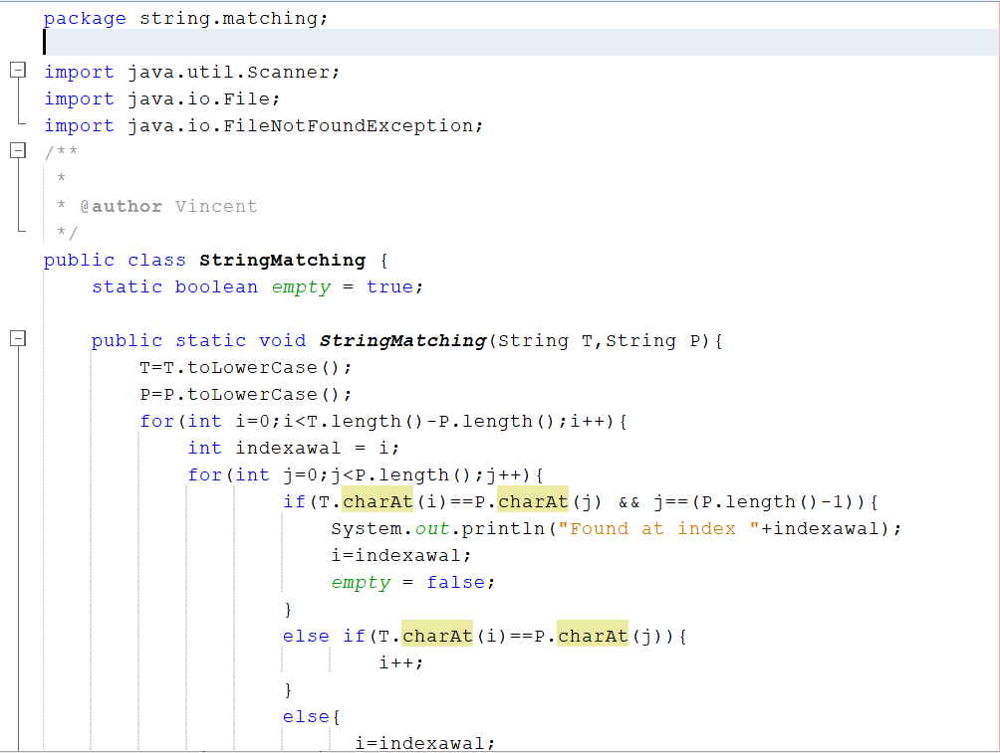 package string.matching;
import java.util.Scanner;
import java.io.File;
import java.io.FileNotFoundException;
/**
 *
 * @author Vincent
 */
public class StringMatching {
    static boolean empty = true;
    public static void StringMatching(String T,String P){
        T=T.toLowerCase();
        P=P.toLowerCase();
        for(int i=0;i<T.length()-P.length();i++){
            int indexawal = i;
            for(int j=0;j<P.length();j++){
                    if(T.charAt(i)==P.charAt(j) && j==(P.length()-1)){
                        System.out.println("Found at index "+indexawal);
                        i=indexawal;
                        empty = false;
                    }
                    else if(T.charAt(i)==P.charAt(j)){
                            i++;
                    }
                    else{
                          i=indexawal;